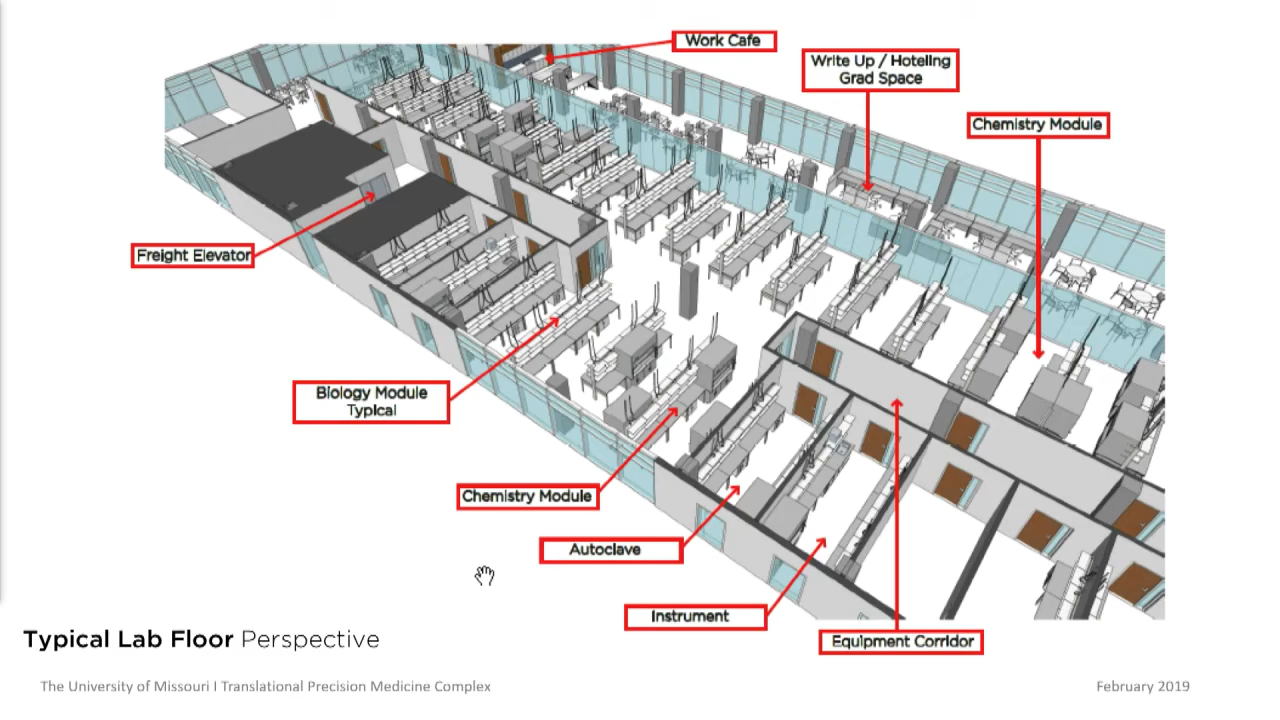 Work Cafe
Write Up / Hoteling
Grad Space
Chemistry Module
Freight Elevator
Biology Module
Typical
Chemistry Module
Autoclave
Instrument
Equipment Corridor
Typical Lab Floor Perspective
The University of Missouri I Translational Precision Medicine Complex
February 2019